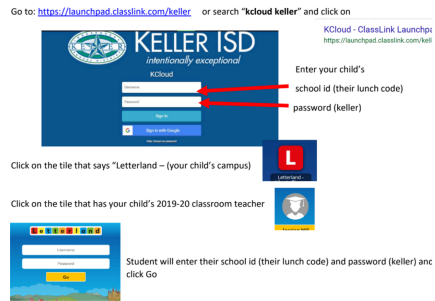 Go to: https://launchpad.classlink.com/keller or search "kcloud keller" and click on
KCloud - ClassLink Launchpa
https://launchpad.classlink.com/kell
KELLER ISD
intentionally exceptional
KCloud
Enter your child's
Username
school id (their lunch code)
Password
password (keller)
Sign In
G Sign in with Google
Click on the tile that says "Letterland – (your child's campus)
L
Letterland -
Click on the tile that has your child's 2019-20 classroom teacher
Letterland
Username
Password
Go
Student will enter their school id (their lunch code) and password (keller) and
click Go